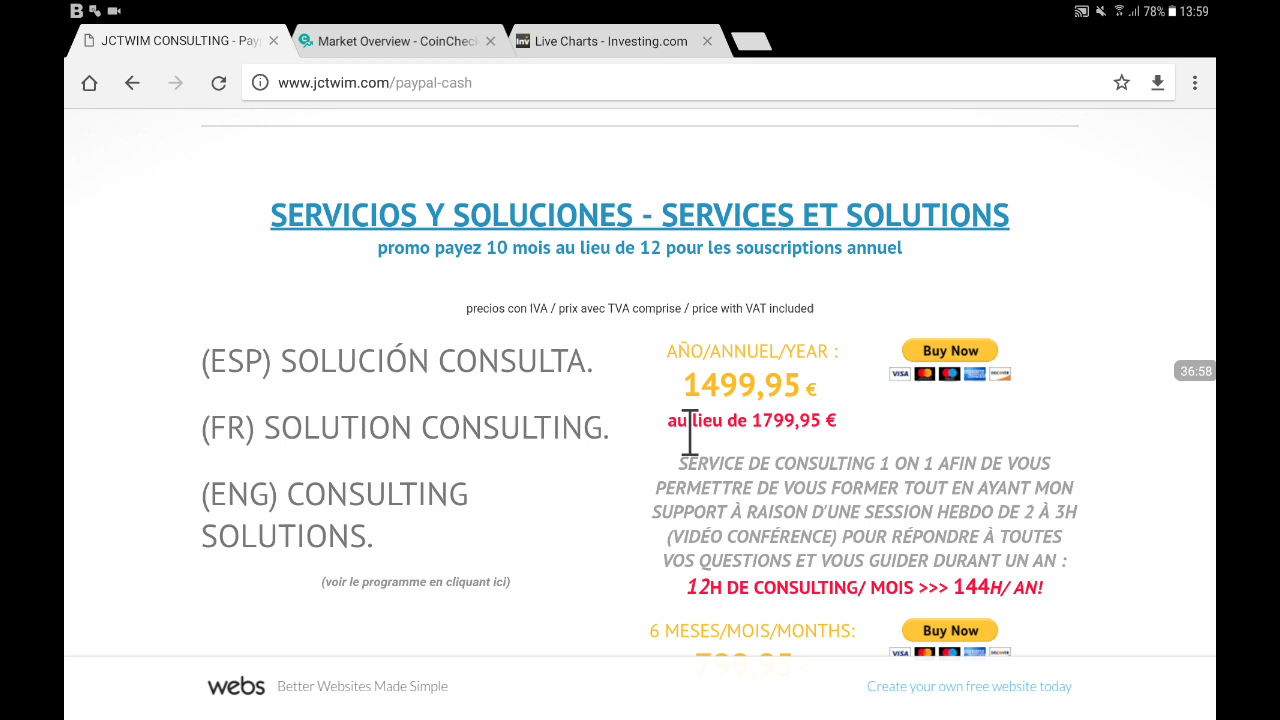 B 78% 13:59
JCTWIM CONSULTING - Pay
Market Overview - CoinChec
Inv Live Charts - Investing.com
www.jctwim.com/paypal-cash
SERVICIOS Y SOLUCIONES - SERVICES ET SOLUTIONS
promo payez 10 mois au lieu de 12 pour les souscriptions annuel
precios con IVA / prix avec TVA comprise / price with VAT included
(ESP) SOLUCIÓN CONSULTA.
(FR) SOLUTION CONSULTING.
(ENG) CONSULTING
SOLUTIONS.
(voir le programme en cliquant ici)
AÑO/ANNUEL/YEAR :
1499,95 €
au lieu de 1799,95 €
Buy Now
VISA
36:58
SERVICE DE CONSULTING 1 ON 1 AFIN DE VOUS
PERMETTRE DE VOUS FORMER TOUT EN AYANT MON
SUPPORT À RAISON D'UNE SESSION HEBDO DE 2 À 3H
(VIDÉO CONFÉRENCE) POUR RÉPONDRE À TOUTES
VOS QUESTIONS ET VOUS GUIDER DURANT UN AN :
12H DE CONSULTING/ MOIS >>> 144H/ AN!
6 MESES/MOIS/MONTHS:
Buy Now
VISA
webs Better Websites Made Simple
Create your own free website today